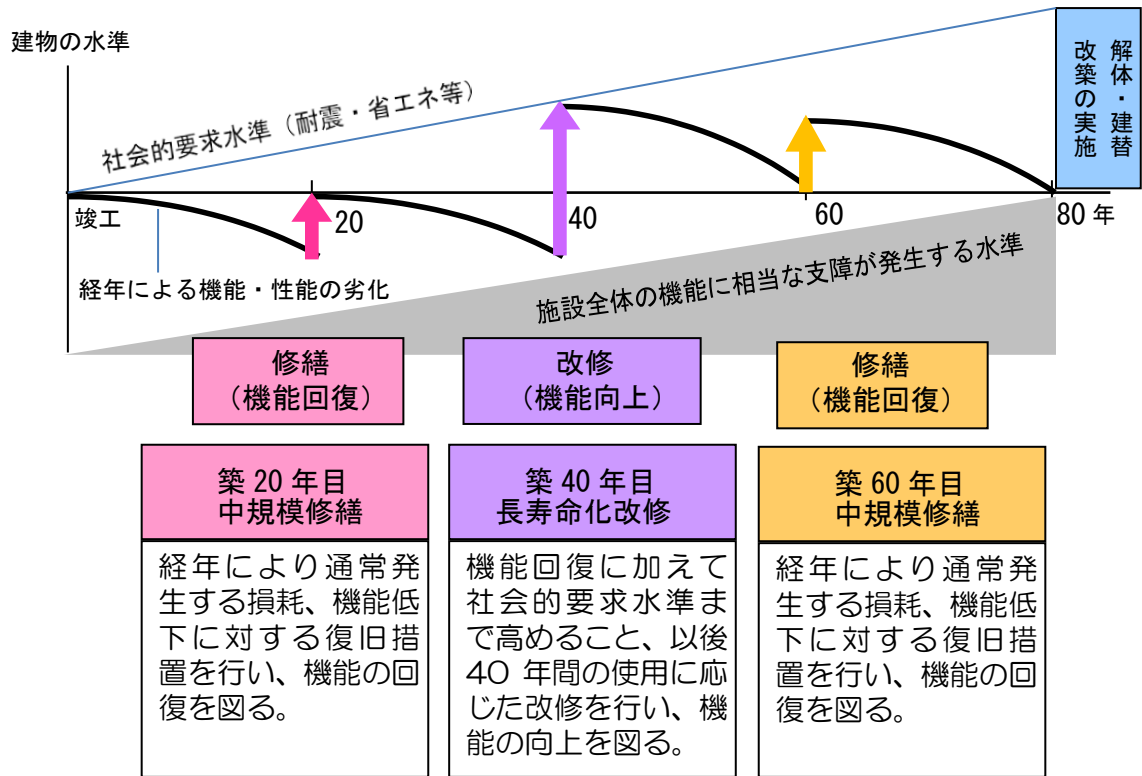 建物の水準
社会的要求水準（耐震・省エネ等）
解体・建替
改築の実施
竣工
20
40
60
80 年
経年による機能・性能の劣化
施設全体の機能に相当な支障が発生する水準
修繕
（機能回復）
改修
（機能向上）
修繕
（機能回復）
築 20 年目
中規模修繕
経年により通常発
生する損耗、機能低
下に対する復旧措
置を行い、機能の回
復を図る。
築 40 年目
長寿命化改修
機能回復に加えて
社会的要求水準ま
で高めること、以後
40 年間の使用に応
じた改修を行い、機
能の向上を図る。
築 60 年目
中規模修繕
経年により通常発
生する損耗、機能低
下に対する復旧措
置を行い、機能の回
復を図る。